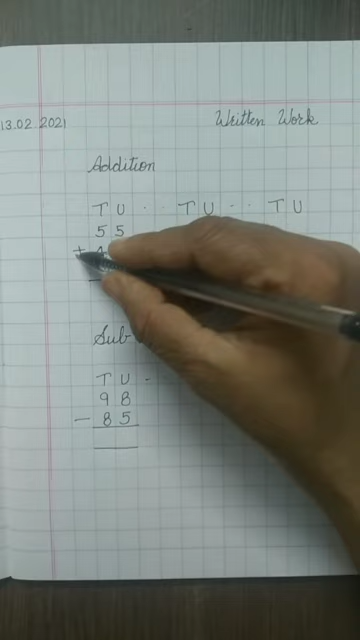 13.02.2021 Written Work
Addition
T U T U T U
5 5
+
Sub
T U
9 8
- 8 5